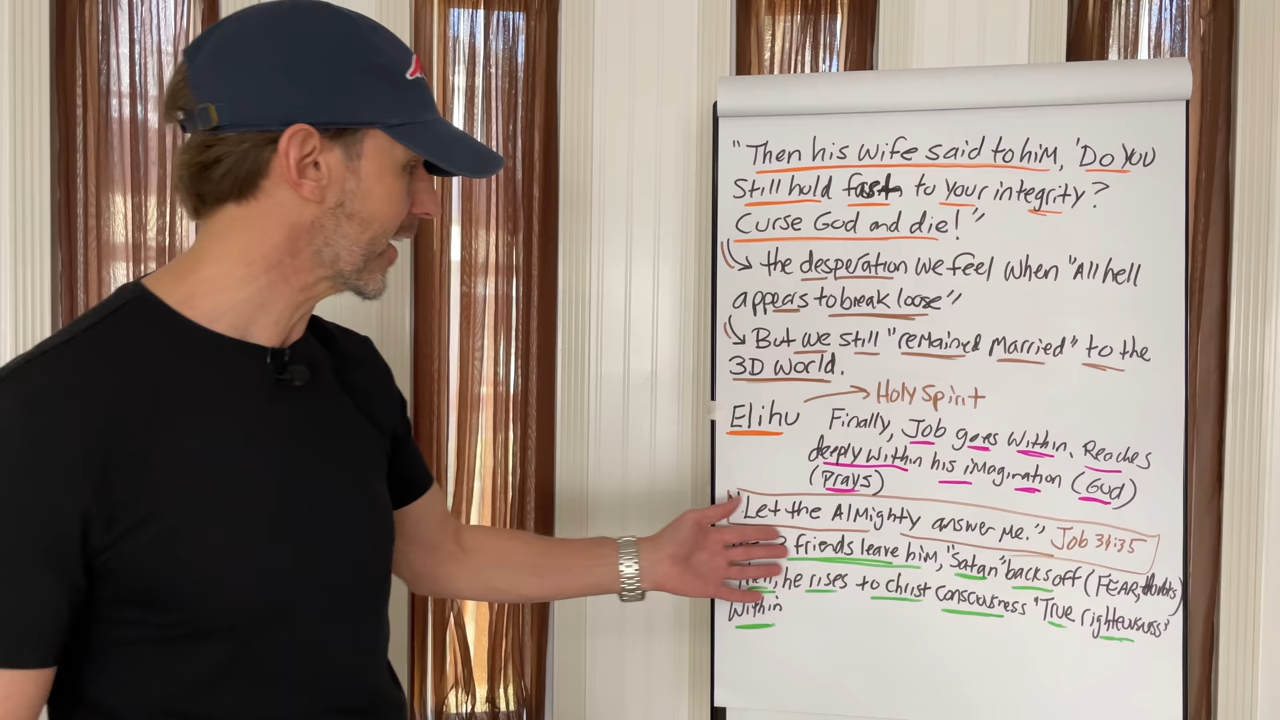 "Then his wife said to him, 'Do you
still hold fast to your integrity?
Curse God and die!"
the desperation we feel when "All hell
appears to break loose"
But we still "remained married" to the
3D world.
Holy Spirit
Elihu
Finally, Job goes within. Reaches
deeply within his imagination (God)
(Prays)
"Let the Almighty answer me." Job 31:35
3 friends leave him, "Satan" backs off (FEAR, doubts)
Then, he rises to christ consciousness "True righteousness"
within